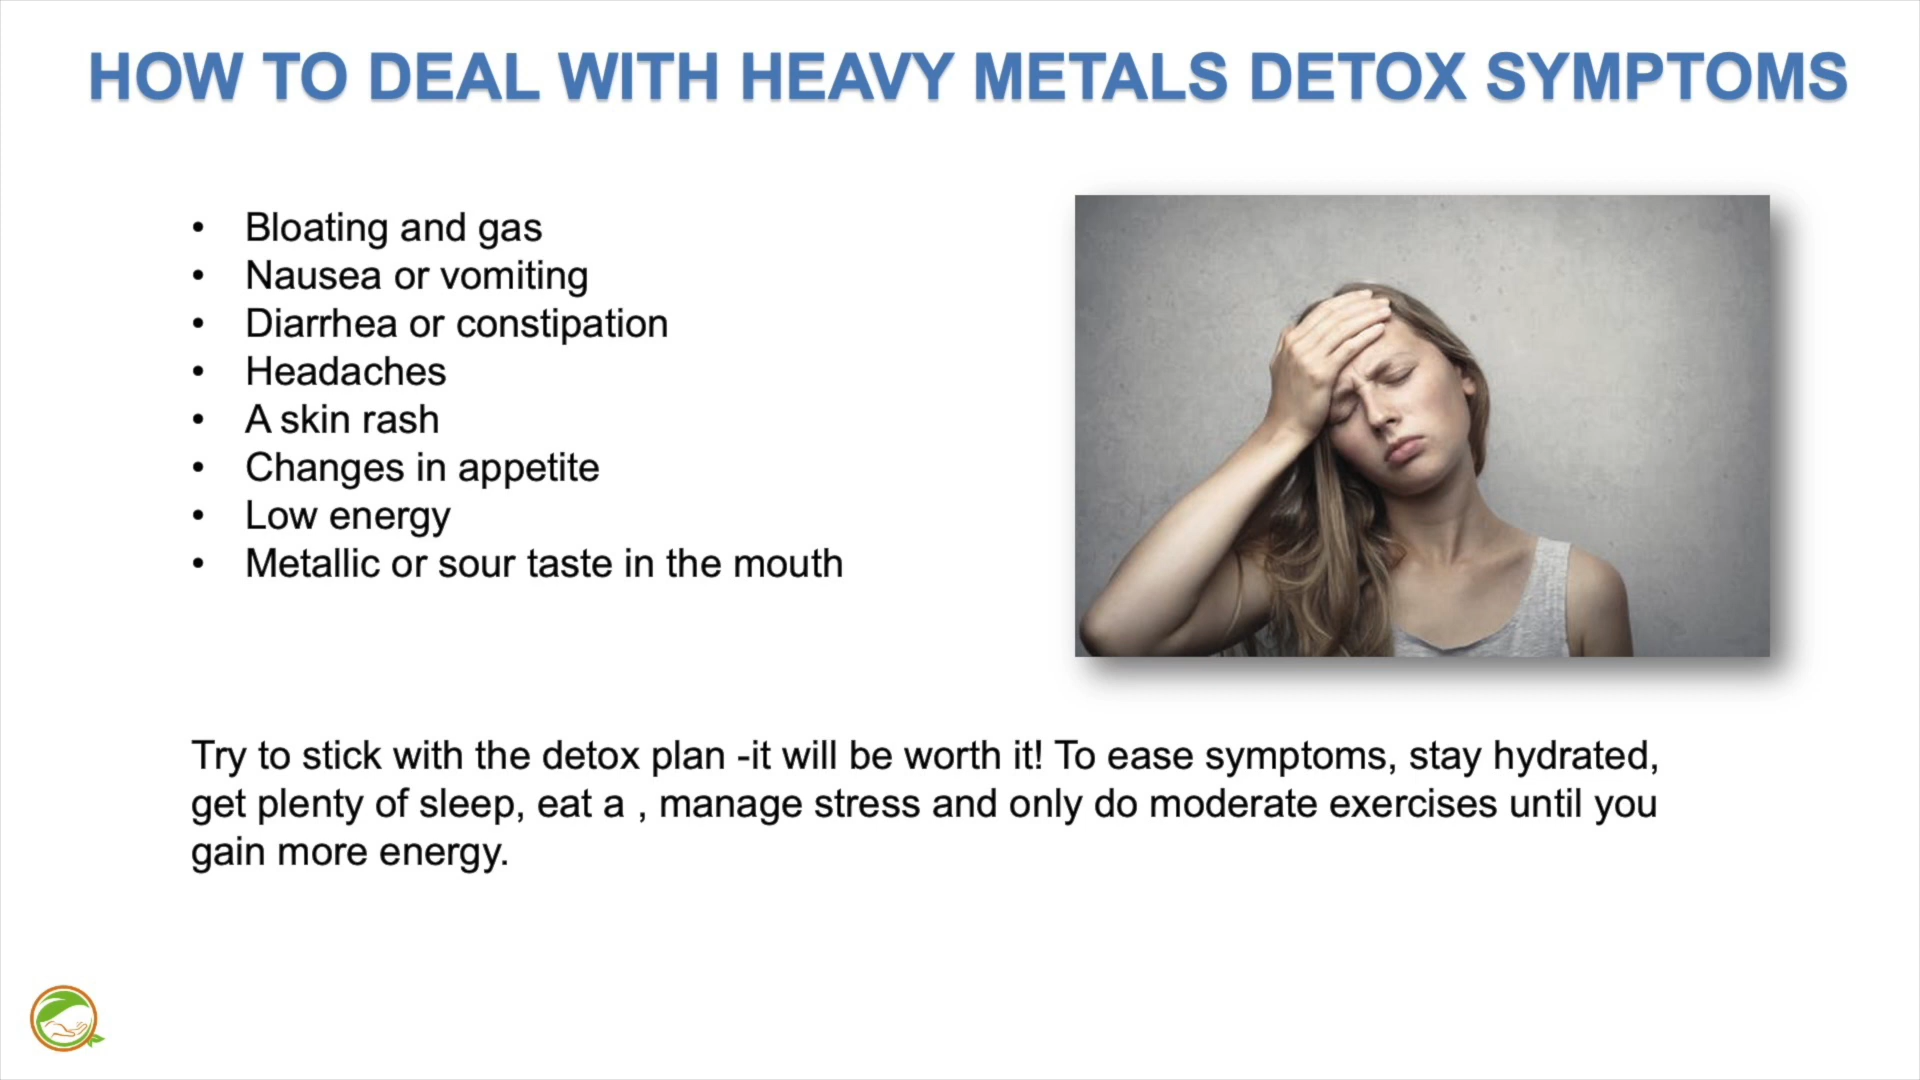 HOW TO DEAL WITH HEAVY METALS DETOX SYMPTOMS
• Bloating and gas
• Nausea or vomiting
• Diarrhea or constipation
• Headaches
• A skin rash
• Changes in appetite
• Low energy
• Metallic or sour taste in the mouth
Try to stick with the detox plan -it will be worth it! To ease symptoms, stay hydrated,
get plenty of sleep, eat a , manage stress and only do moderate exercises until you
gain more energy.